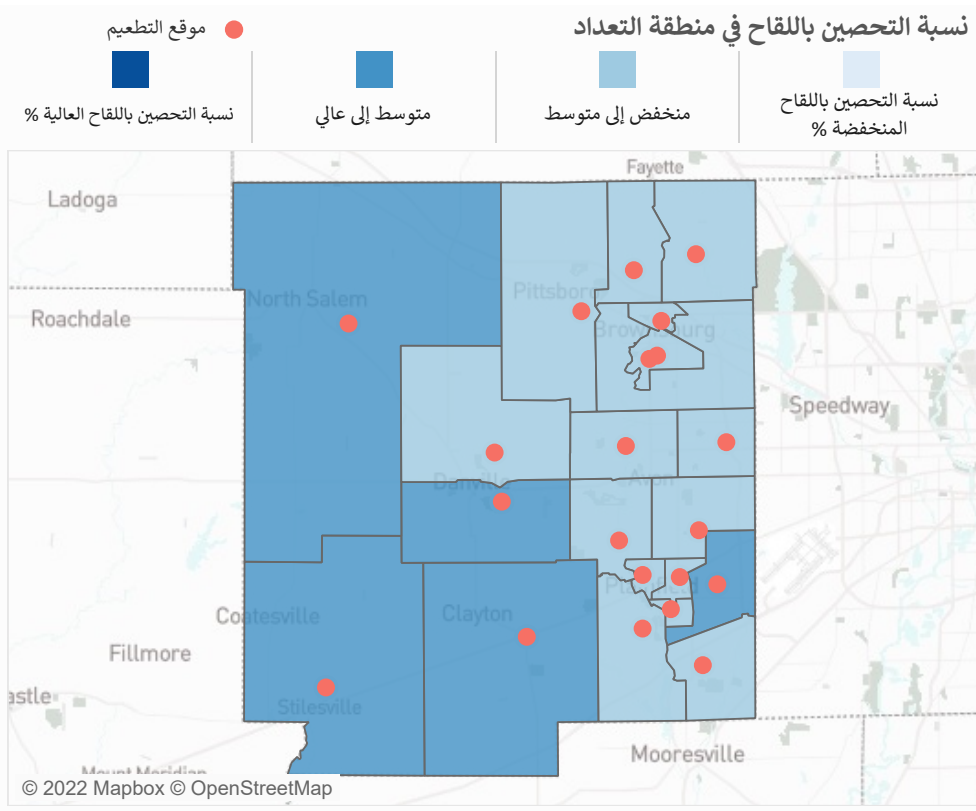 نسبة التحصين باللقاح في منطقة التعداد
موقع التطعيم
نسبة التحصين باللقاح
المنخفضة %
منخفض إلى متوسط
متوسط إلى عالي
نسبة التحصين باللقاح العالية %
Fayette
Ladoga
North Salem
Pittsboro
Roachdale
Brownsburg
Speedway
Danville
Avon
Plainfield
Coatesville
Clayton
Fillmore
astle
Stilesville
Mooresville
Mount Meridian
© 2022 Mapbox © OpenStreetMap